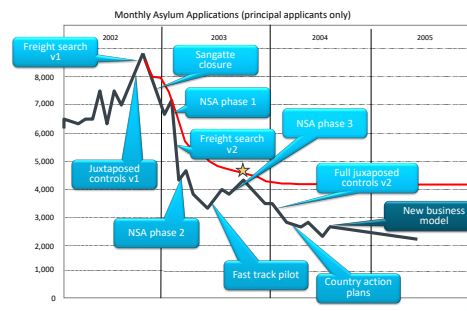 Monthly Asylum Applications (principal applicants only)
2002
2003
2004
2005
Freight search
v1
Sangatte
closure
8,000
NSA phase 1
7,000
NSA phase 3
6,000
Freight search
v2
5,000
Juxtaposed
controls v1
Full juxaposed
controls v2
4,000
New business
model
3,000
NSA phase 2
2,000
Fast track pilot
Country action
plans
1,000
0